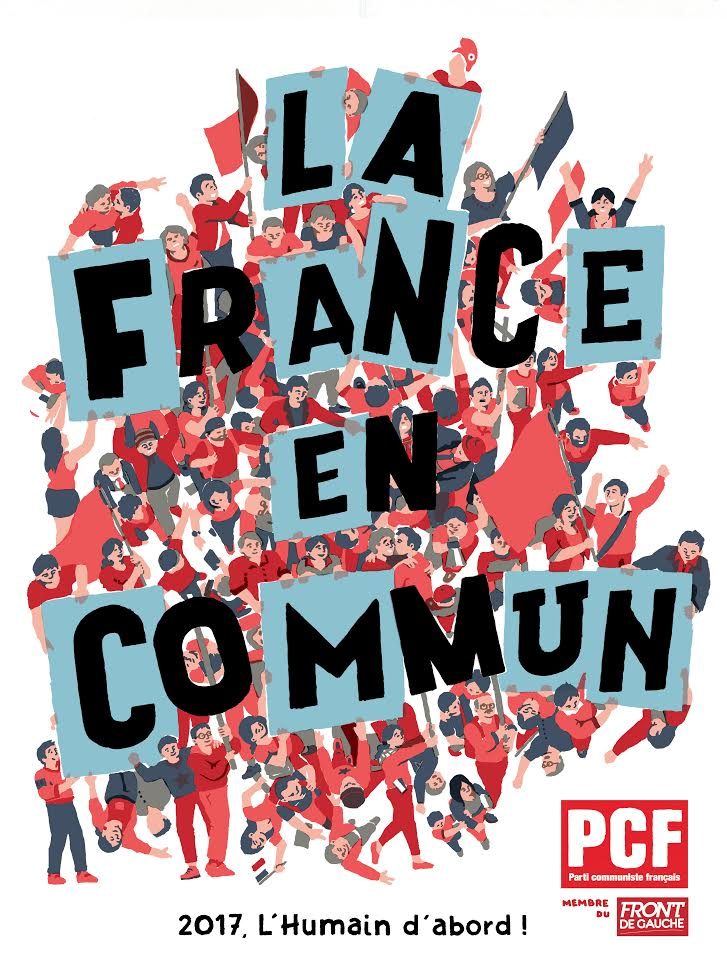 LA
FRANCE
EN
COMMUN
PCF
Parti communiste français
MEMBRE
DU
FRONT
DE GAUCHE
2017, L'Humain d'abord !